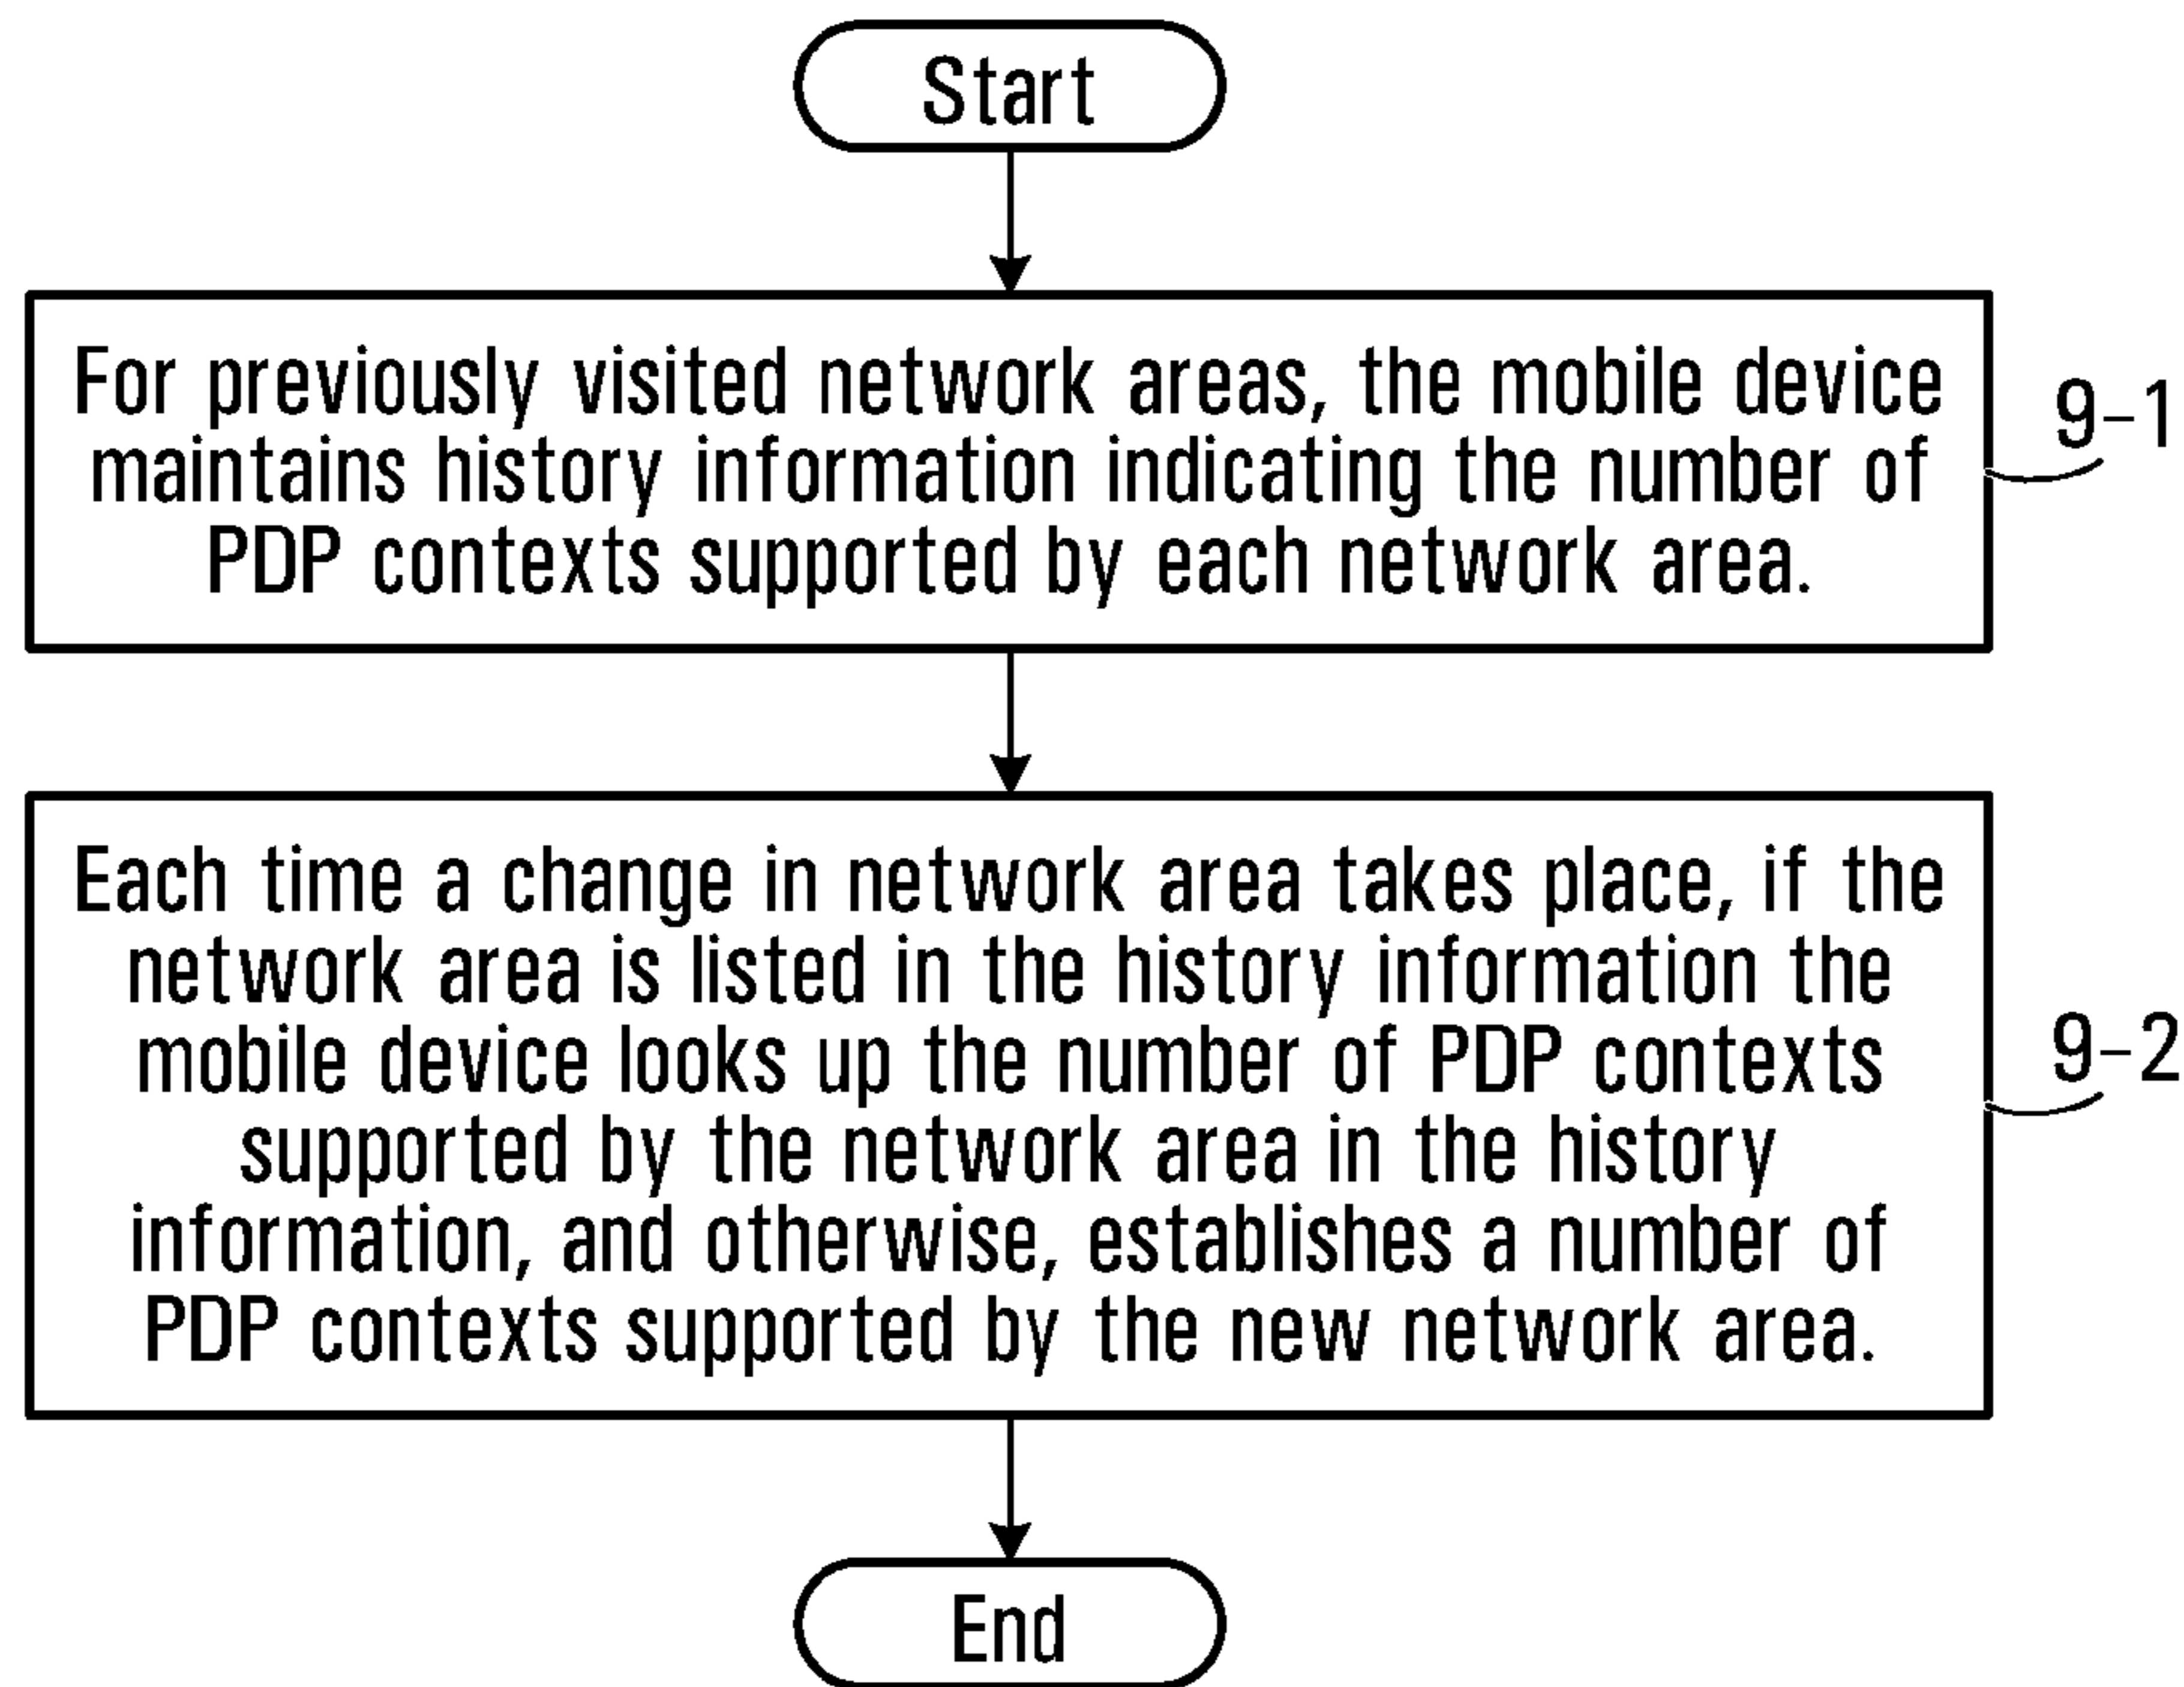 Start
For previously visited network areas, the mobile device
maintains history information indicating the number of
PDP contexts supported by each network area.
9-1
Each time a change in network area takes place, if the
network area is listed in the history information the
mobile device looks up the number of PDP contexts
supported by the network area in the history
information, and otherwise, establishes a number of
PDP contexts supported by the new network area.
9-2
End